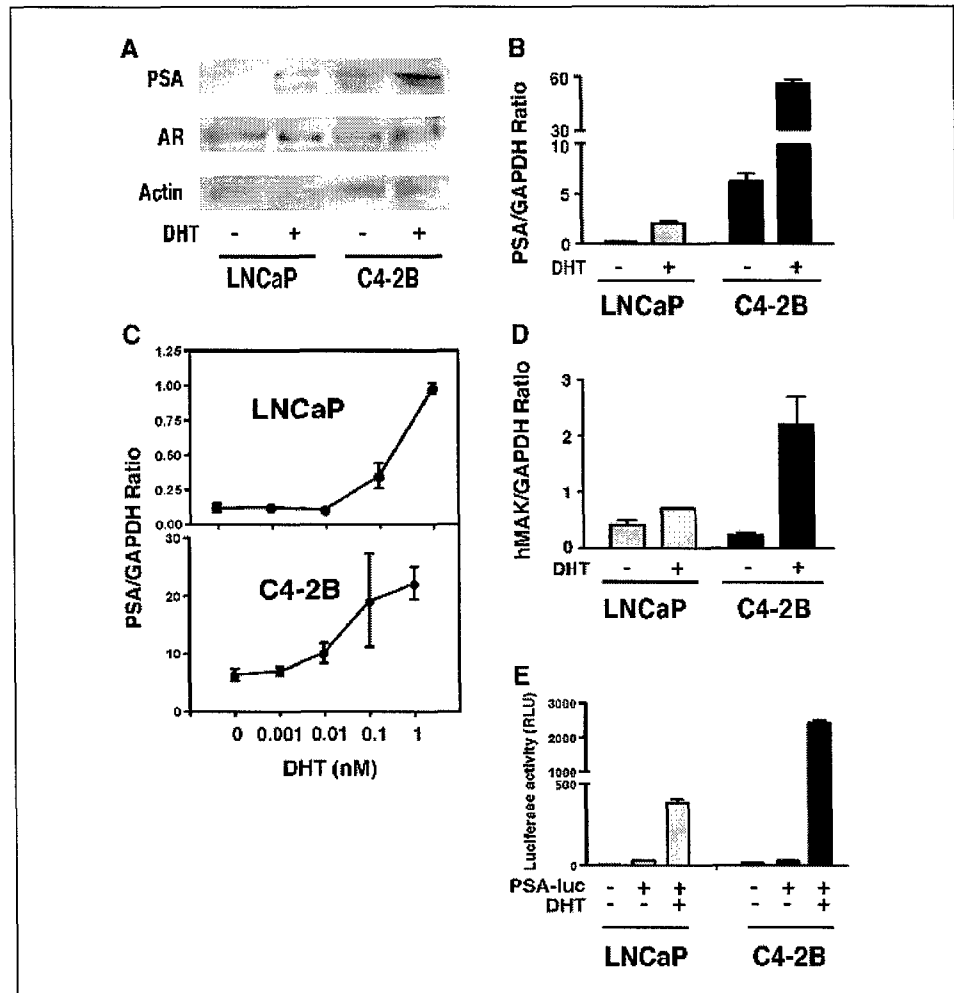 A
PSA
AR
Actin
DHT - + - +
LNCaP C4-2B
B
PSA/GAPDH Ratio
60
30
10
5
0
DHT - + - +
LNCaP C4-2B
C
PSA/GAPDH Ratio
1.25
1.00
0.75
0.50
0.25
0.00
LNCaP
30
20
10
0
C4-2B
0 0.001 0.01 0.1 1
DHT (nM)
D
hMAK/GAPDH Ratio
3
2
1
0
DHT - + - +
LNCaP C4-2B
E
Luciferase activity (RLU)
3000
2000
1000
500
0
PSA-luc - + + - + +
DHT - - + - - +
LNCaP C4-2B